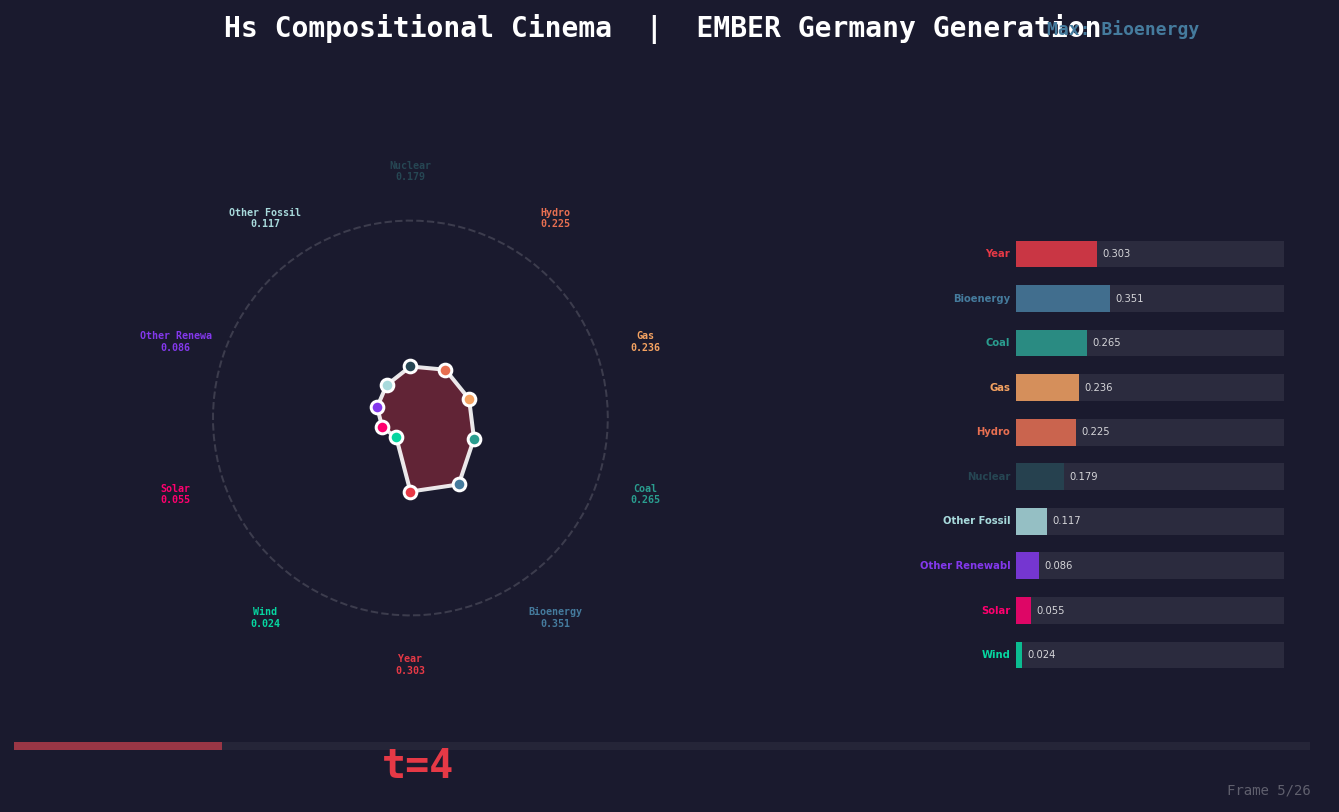 Hs Compositional Cinema | EMBER Germany Generation
Max: Bioenergy
Nuclear
0.179
Other Fossil
0.117
Hydro
0.225
Other Renewa
0.086
Gas
0.236
Solar
0.055
Coal
0.265
Wind
0.024
Bioenergy
0.351
Year
0.303
Year 0.303
Bioenergy 0.351
Coal 0.265
Gas 0.236
Hydro 0.225
Nuclear 0.179
Other Fossil 0.117
Other Renewabl 0.086
Solar 0.055
Wind 0.024
t=4
Frame 5/26